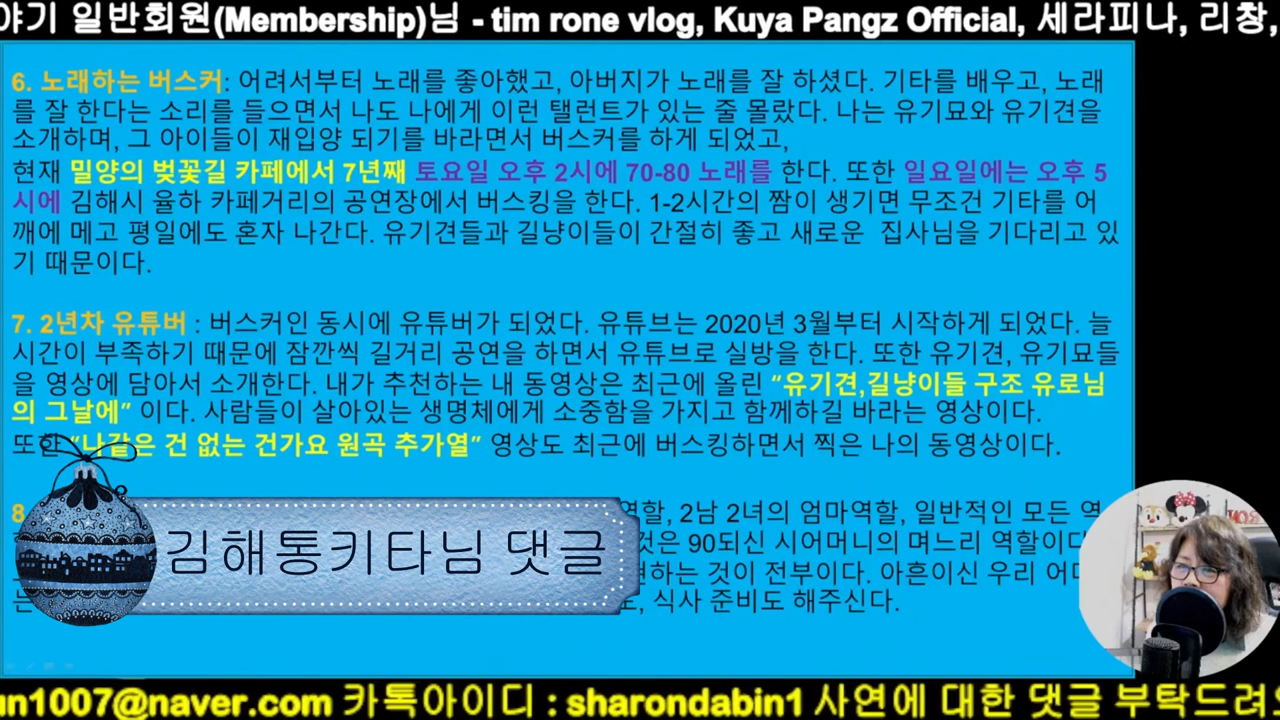 야기 일반회원(Membership)님 - tim rone vlog, Kuya Pangz Official, 세라피나, 리창,
6. 노래하는 버스커: 어려서부터 노래를 좋아했고, 아버지가 노래를 잘 하셨다. 기타를 배우고, 노래
를 잘 한다는 소리를 들으면서 나도 나에게 이런 탤런트가 있는 줄 몰랐다. 나는 유기묘와 유기견을
소개하며, 그 아이들이 재입양 되기를 바라면서 버스커를 하게 되었고,
현재 밀양의 벚꽃길 카페에서 7년째 토요일 오후 2시에 70-80 노래를 한다. 또한 일요일에는 오후 5
시에 김해시 율하 카페거리의 공연장에서 버스킹을 한다. 1-2시간의 짬이 생기면 무조건 기타를 어
깨에 메고 평일에도 혼자 나간다. 유기견들과 길냥이들이 간절히 좋고 새로운 집사님을 기다리고 있
기 때문이다.
7. 2년차 유튜버 : 버스커인 동시에 유튜버가 되었다. 유튜브는 2020년 3월부터 시작하게 되었다. 늘
시간이 부족하기 때문에 잠깐씩 길거리 공연을 하면서 유튜브로 실방을 한다. 또한 유기견, 유기묘들
을 영상에 담아서 소개한다. 내가 추천하는 내 동영상은 최근에 올린 “유기견,길냥이들 구조 유로님
의 그날에” 이다. 사람들이 살아있는 생명체에게 소중함을 가지고 함께하길 바라는 영상이다.
또한 “나같은 건 없는 건가요 원곡 추가열” 영상도 최근에 버스킹하면서 찍은 나의 동영상이다.
8. 역할, 2남 2녀의 엄마역할, 일반적인 모든 역
것은 90되신 시어머니의 며느리 역할이다
하는 것이 전부이다. 아흔이신 우리 어
는 식사 준비도 해주신다.
김해통키타님 댓글
un1007@naver.com 카톡아이디 : sharondabin1 사연에 대한 댓글 부탁드려